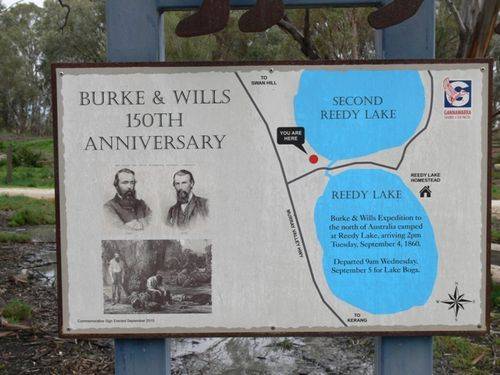 BURKE & WILLS
150TH
ANNIVERSARY
TO
SWAN HILL
SECOND
REEDY LAKE
YOU ARE
HERE
GANNAWARRA
SHIRE COUNCIL
REEDY LAKE
HOMESTEAD
REEDY LAKE
Burke & Wills Expedition to
the north of Australia camped
at Reedy Lake, arriving 2pm
Tuesday, September 4, 1860.
Departed 9am Wednesday,
September 5 for Lake Boga.
MURRAY VALLEY HWY
TO
KERANG
Commemorative Sign Erected September 2010